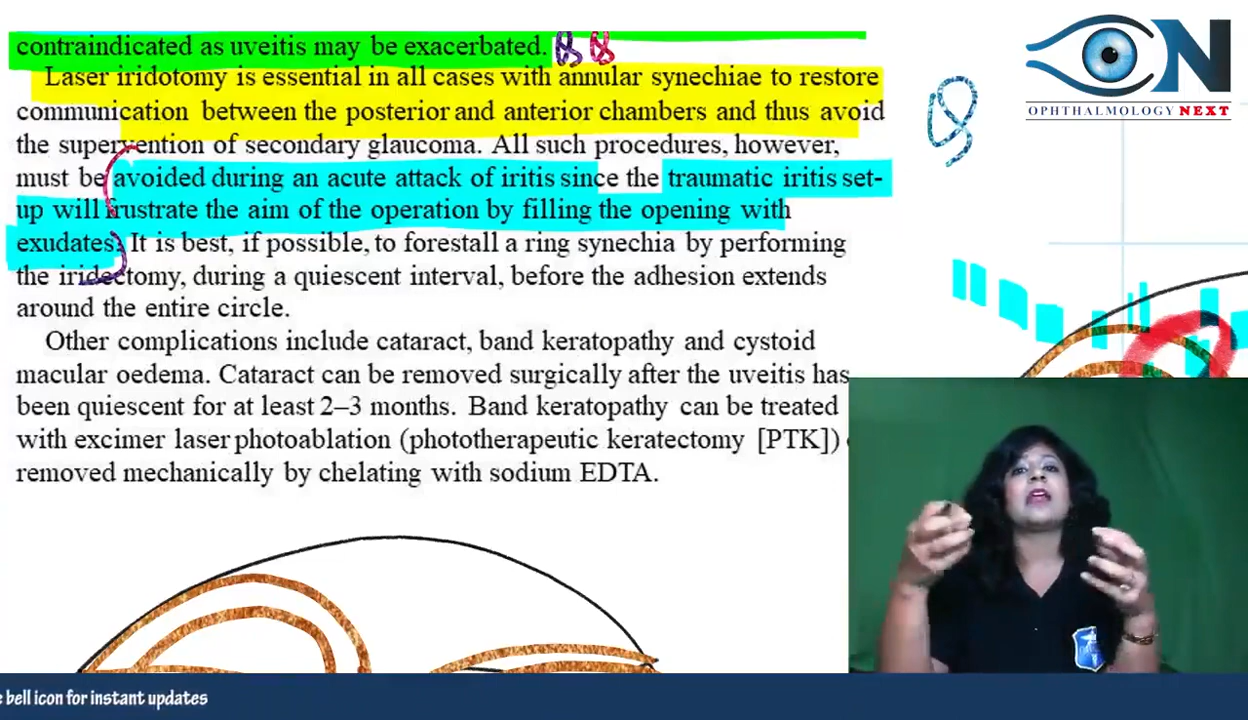 contraindicated as uveitis may be exacerbated.
Laser iridotomy is essential in all cases with annular synechiae to restore
communication between the posterior and anterior chambers and thus avoid
the supervention of secondary glaucoma. All such procedures, however,
must be avoided during an acute attack of iritis since the traumatic iritis set-
up will frustrate the aim of the operation by filling the opening with
exudates. It is best, if possible, to forestall a ring synechia by performing
the iridectomy, during a quiescent interval, before the adhesion extends
around the entire circle.
Other complications include cataract, band keratopathy and cystoid
macular oedema. Cataract can be removed surgically after the uveitis has
been quiescent for at least 2–3 months. Band keratopathy can be treated
with excimer laser photoablation (phototherapeutic keratectomy [PTK])
removed mechanically by chelating with sodium EDTA.
ON
OPHTHALMOLOGY NEXT
bell icon for instant updates